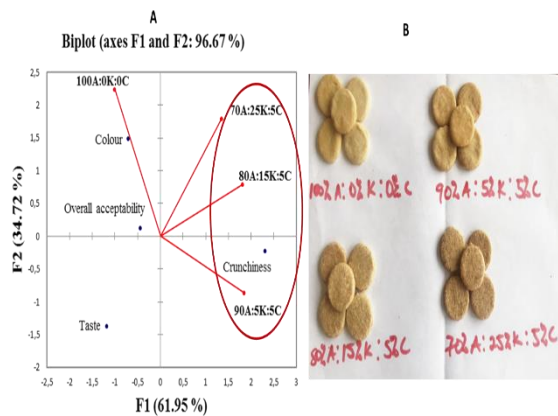 A
B
Biplot (axes F1 and F2: 96.67 %)
2,5
2
1,5
1
0,5
0
-0,5
-1
-1,5
-2
F2 (34.72 %)
100A:0K:0C
70A:25K:5C
Colour
80A:15K:5C
Overall acceptability
Crunchiness
90A:5K:5C
Taste
-2,5 -2 -1,5 -1 -0,5 0 0,5 1 1,5 2 2,5 3
F1 (61.95 %)
100% A: 0% K: 0% C
90% A: 5% K: 5% C
80% A: 15% K: 5% C
70% A: 25% K: 5% C